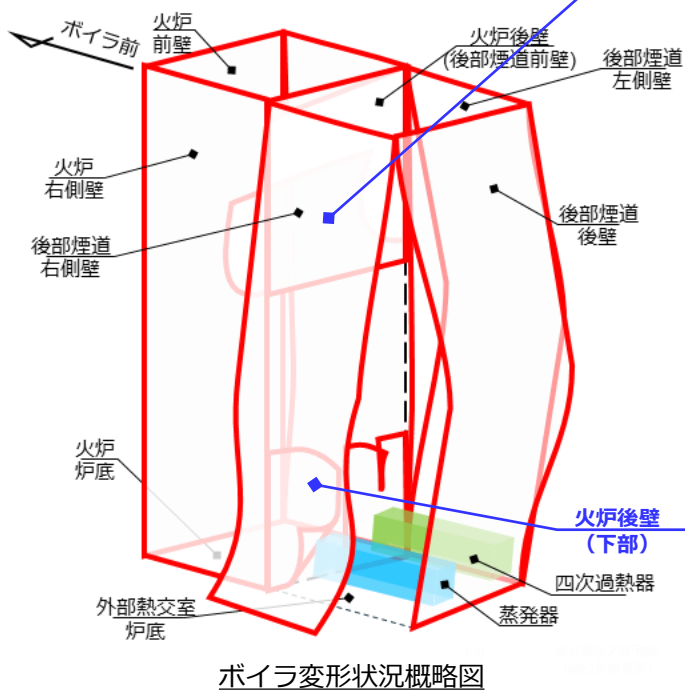 ボイラ前
火炉
前壁
火炉後壁
(後部煙道前壁)
後部煙道
左側壁
火炉
右側壁
後部煙道
右側壁
後部煙道
後壁
火炉
炉底
火炉後壁
（下部）
四次過熱器
蒸発器
外部熱交室
炉底
ボイラ変形状況概略図